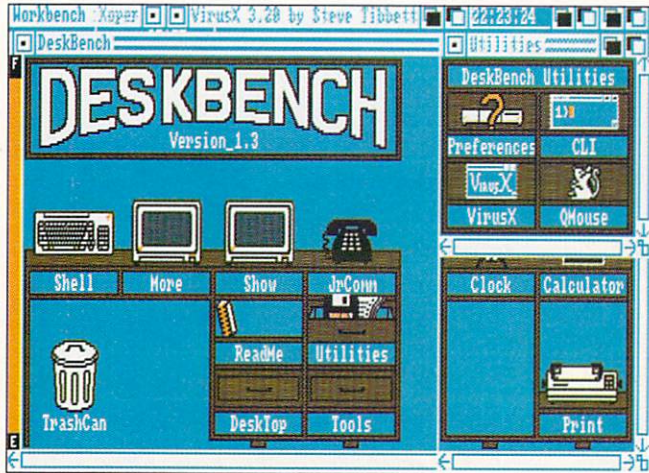 Workbench :Xoper
VirusX 3.20 by Steve Tibbett
22:23:24
DeskBench
Utilities
F
DESKBENCH
Version_1.3
DeskBench Utilities
1>
Preferences
CLI
VirusX
VirusX
QMouse
Shell
More
Show
JrComm
Clock
Calculator
ReadMe
Utilities
TrashCan
DeskTop
Tools
Print
E